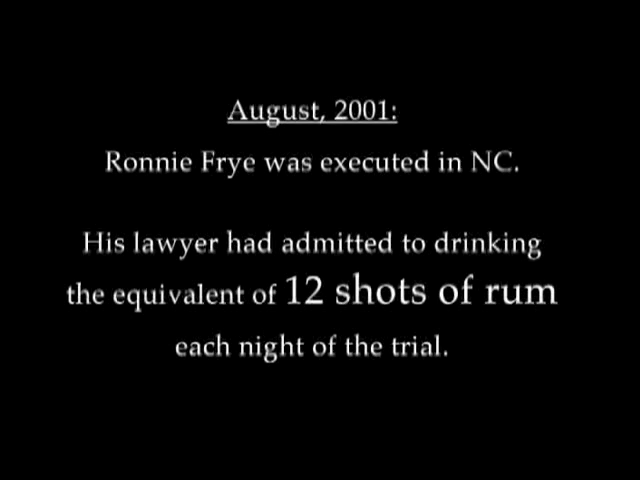 August, 2001:
Ronnie Frye was executed in NC.
His lawyer had admitted to drinking
the equivalent of 12 shots of rum
each night of the trial.